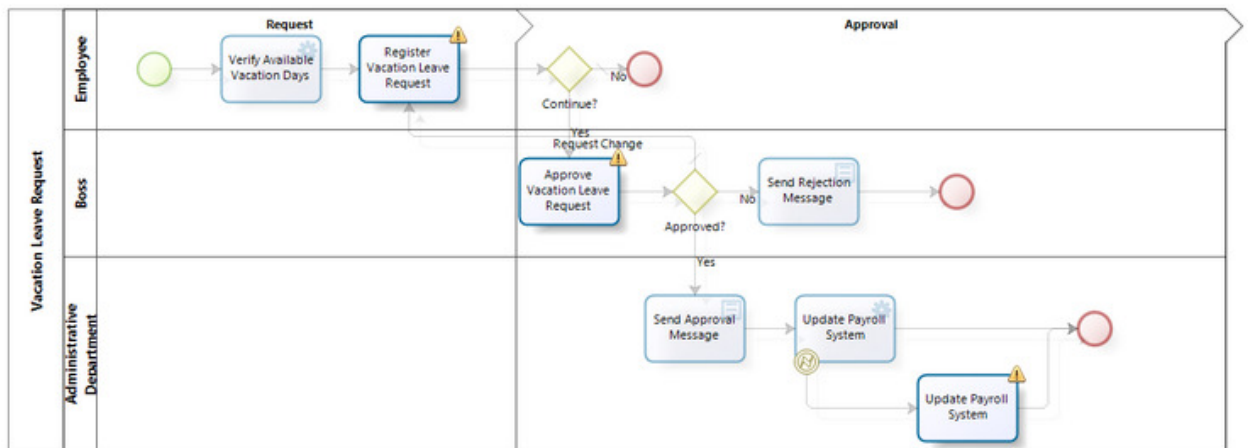 Vacation Leave Request
Request
Approval
Employee
Verify Available
Vacation Days
Register
Vacation Leave
Request
Continue?
No
Yes
Boss
Request Change
Approve
Vacation Leave
Request
Approved?
No
Send Rejection
Message
Yes
Administrative
Department
Send Approval
Message
Update Payroll
System
Update Payroll
System